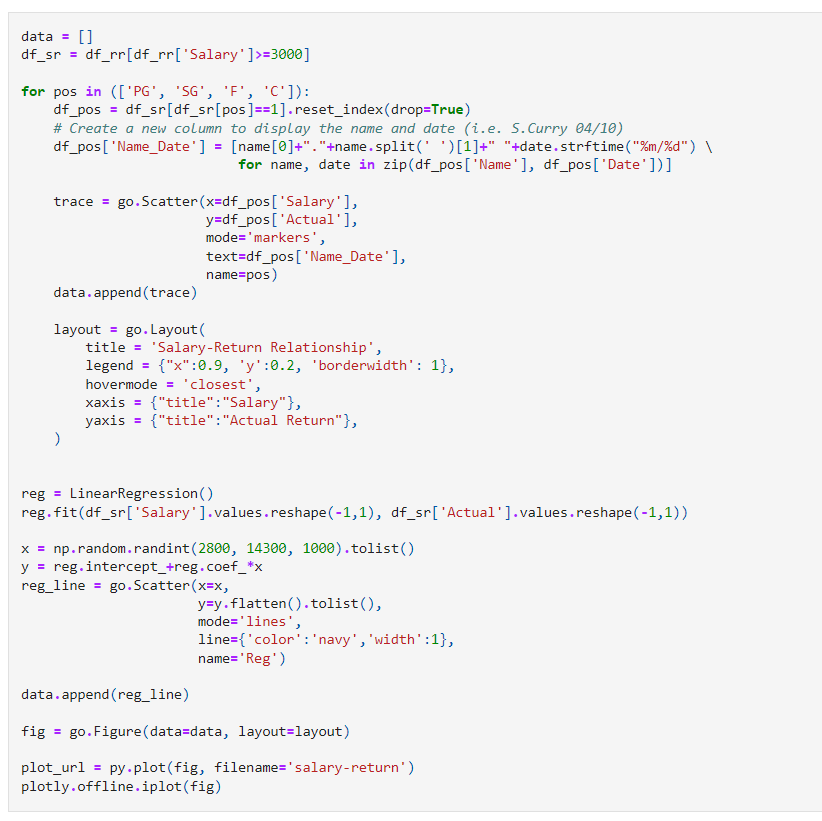 data = []
df_sr = df_rr[df_rr['Salary']>=3000]

for pos in (['PG', 'SG', 'F', 'C']):
    df_pos = df_sr[df_sr[pos]==1].reset_index(drop=True)
    # Create a new column to display the name and date (i.e. S.Curry 04/10)
    df_pos['Name_Date'] = [name[0]+"."+name.split(' ')[1]+" "+date.strftime("%m/%d") \
                           for name, date in zip(df_pos['Name'], df_pos['Date'])]

    trace = go.Scatter(x=df_pos['Salary'],
                       y=df_pos['Actual'],
                       mode='markers',
                       text=df_pos['Name_Date'],
                       name=pos)
    data.append(trace)

    layout = go.Layout(
        title = 'Salary-Return Relationship',
        legend = {"x":0.9, 'y':0.2, 'borderwidth': 1},
        hovermode = 'closest',
        xaxis = {"title":"Salary"},
        yaxis = {"title":"Actual Return"},
    )


reg = LinearRegression()
reg.fit(df_sr['Salary'].values.reshape(-1,1), df_sr['Actual'].values.reshape(-1,1))

x = np.random.randint(2800, 14300, 1000).tolist()
y = reg.intercept_+reg.coef_*x
reg_line = go.Scatter(x=x,
                      y=y.flatten().tolist(),
                      mode='lines',
                      line={'color':'navy','width':1},
                      name='Reg')

data.append(reg_line)

fig = go.Figure(data=data, layout=layout)

plot_url = py.plot(fig, filename='salary-return')
plotly.offline.iplot(fig)